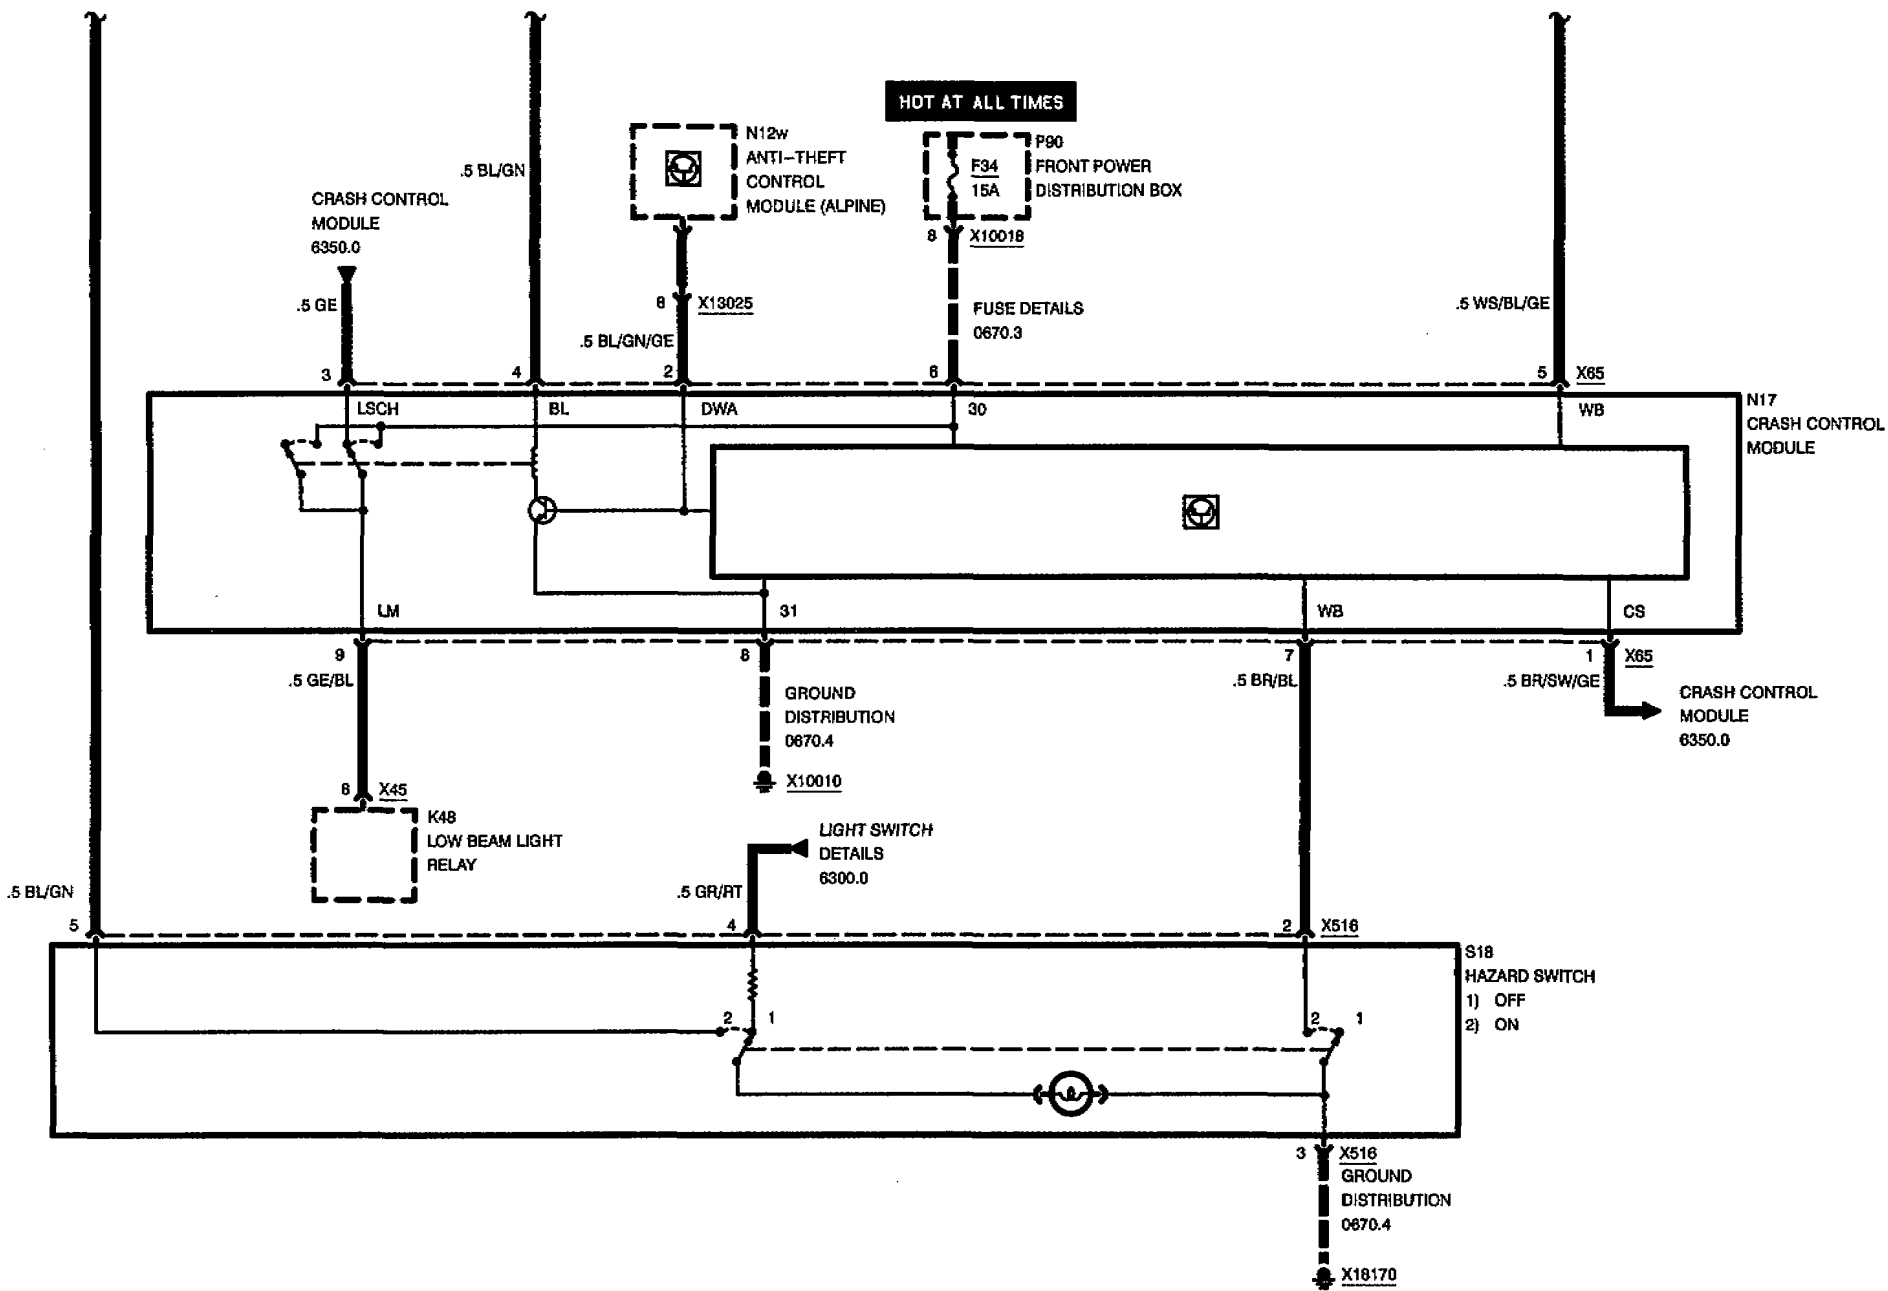 HOT AT ALL TIMES
N12w
ANTI-THEFT
CONTROL
MODULE (ALPINE)
P90
FRONT POWER
DISTRIBUTION BOX
F34
15A
.5 BL/GN
CRASH CONTROL
MODULE
6350.0
8 X10018
.5 GE
8 X13025
FUSE DETAILS
0670.3
.5 WS/BL/GE
.5 BL/GN/GE
3 4 2 6 5 X65
LSCH BL DWA 30 WB
N17
CRASH CONTROL
MODULE
LM 31 WB CS
9 8 7 1 X65
.5 GE/BL
.5 BR/BL
.5 BR/SW/GE
GROUND
DISTRIBUTION
0670.4
CRASH CONTROL
MODULE
6350.0
X10010
8 X45
K48
LOW BEAM LIGHT
RELAY
LIGHT SWITCH
DETAILS
6300.0
.5 BL/GN
.5 GR/RT
5 4 2 X516
S18
HAZARD SWITCH
1) OFF
2) ON
2 1 2 1
3 X516
GROUND
DISTRIBUTION
0670.4
X18170